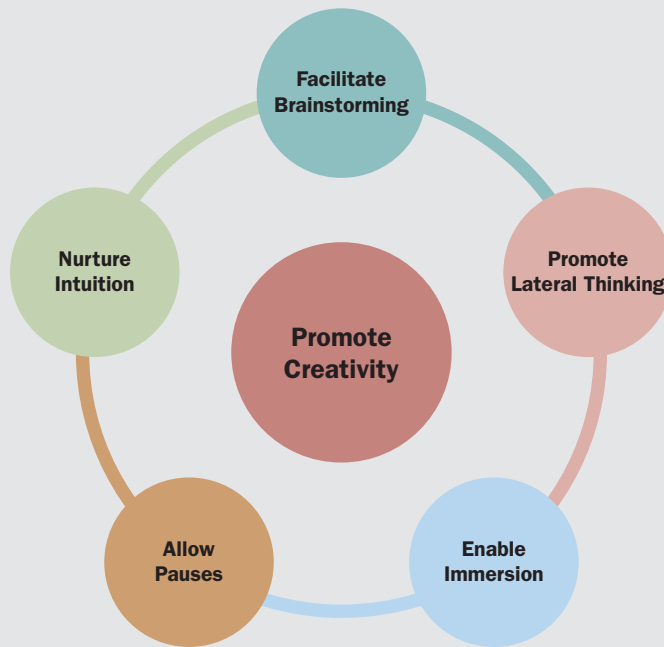 Facilitate
Brainstorming
Nurture
Intuition
Promote
Lateral Thinking
Promote
Creativity
Allow
Pauses
Enable
Immersion